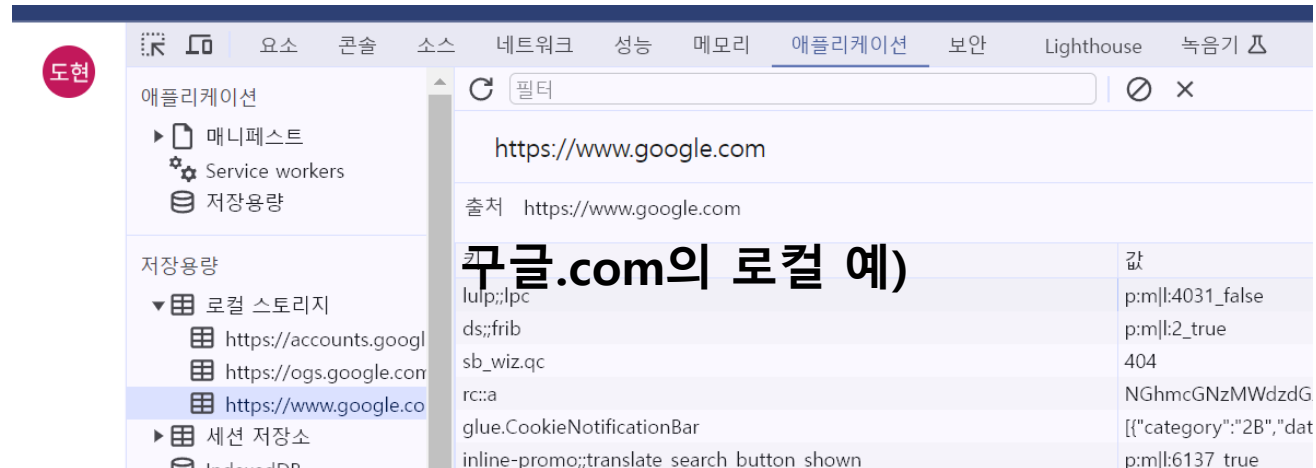 도현
요소 콘솔 소스 네트워크 성능 메모리 애플리케이션 보안 Lighthouse 녹음기
애플리케이션
매니페스트
Service workers
저장용량
저장용량
로컬 스토리지
https://accounts.googl
https://ogs.google.com
https://www.google.co
세션 저장소
IndexedDB
필터
https://www.google.com
출처 https://www.google.com
구글.com의 로컬 예)
키 값
lulp;;lpc p:m|l:4031_false
ds;;frib p:m|l:2_true
sb_wiz.qc 404
rc::a NGhmcGNzMWdzdG
glue.CookieNotificationBar [{"category":"2B","dat
inline-promo;;translate_search_button_shown p:m|l:6137_true